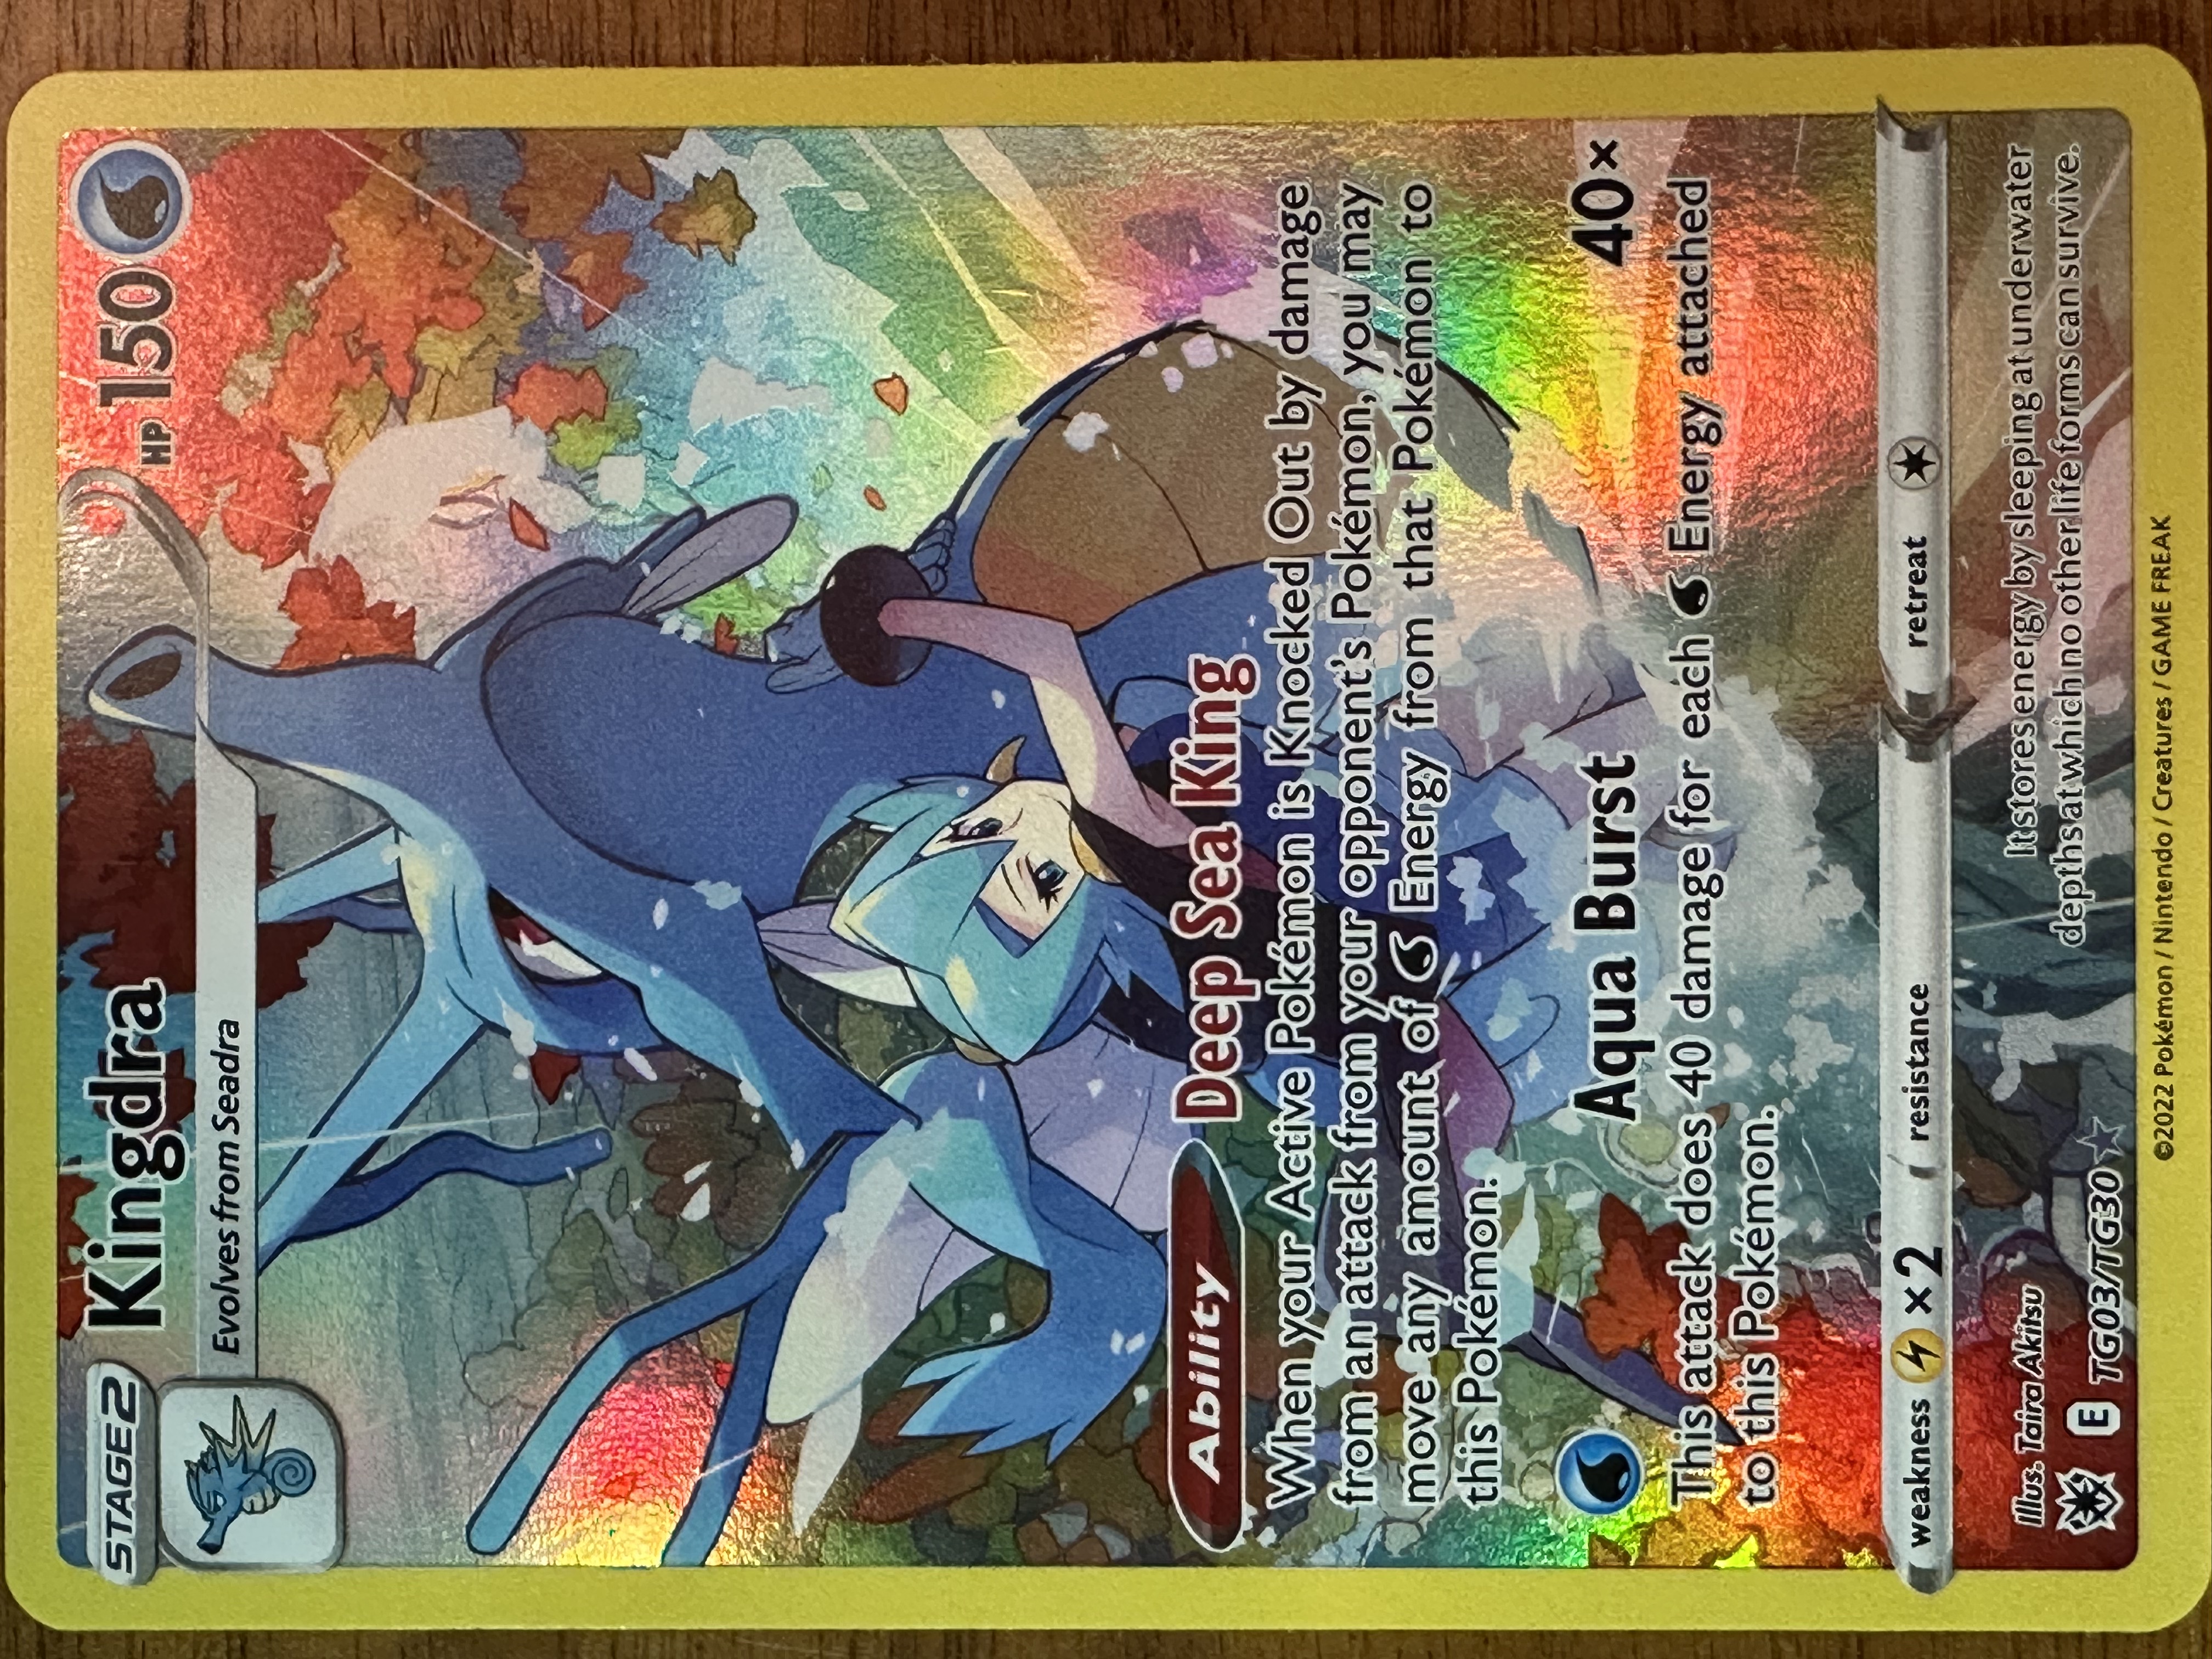 STAGE 2
Kingdra
HP 150
Evolves from Seadra
Ability Deep Sea King
When your Active Pokémon is Knocked Out by damage
from an attack from your opponent's Pokémon, you may
move any amount of Energy from that Pokémon to
this Pokémon.
Aqua Burst 40×
This attack does 40 damage for each Energy attached
to this Pokémon.
weakness ×2 resistance retreat
Illus. Taira Akitsu
It stores energy by sleeping at underwater
depths at which no other life forms can survive.
E TG03/TG30
©2022 Pokémon / Nintendo / Creatures / GAME FREAK